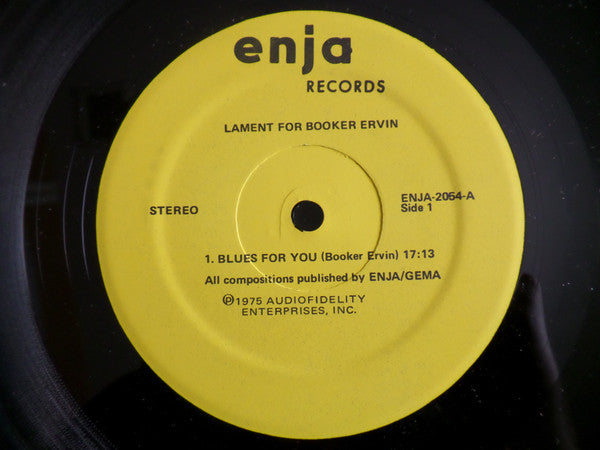 enja
RECORDS
LAMENT FOR BOOKER ERVIN
STEREO
ENJA-2054-A
Side 1
1. BLUES FOR YOU (Booker Ervin) 17:13
All compositions published by ENJA/GEMA
℗1975 AUDIOFIDELITY
ENTERPRISES, INC.